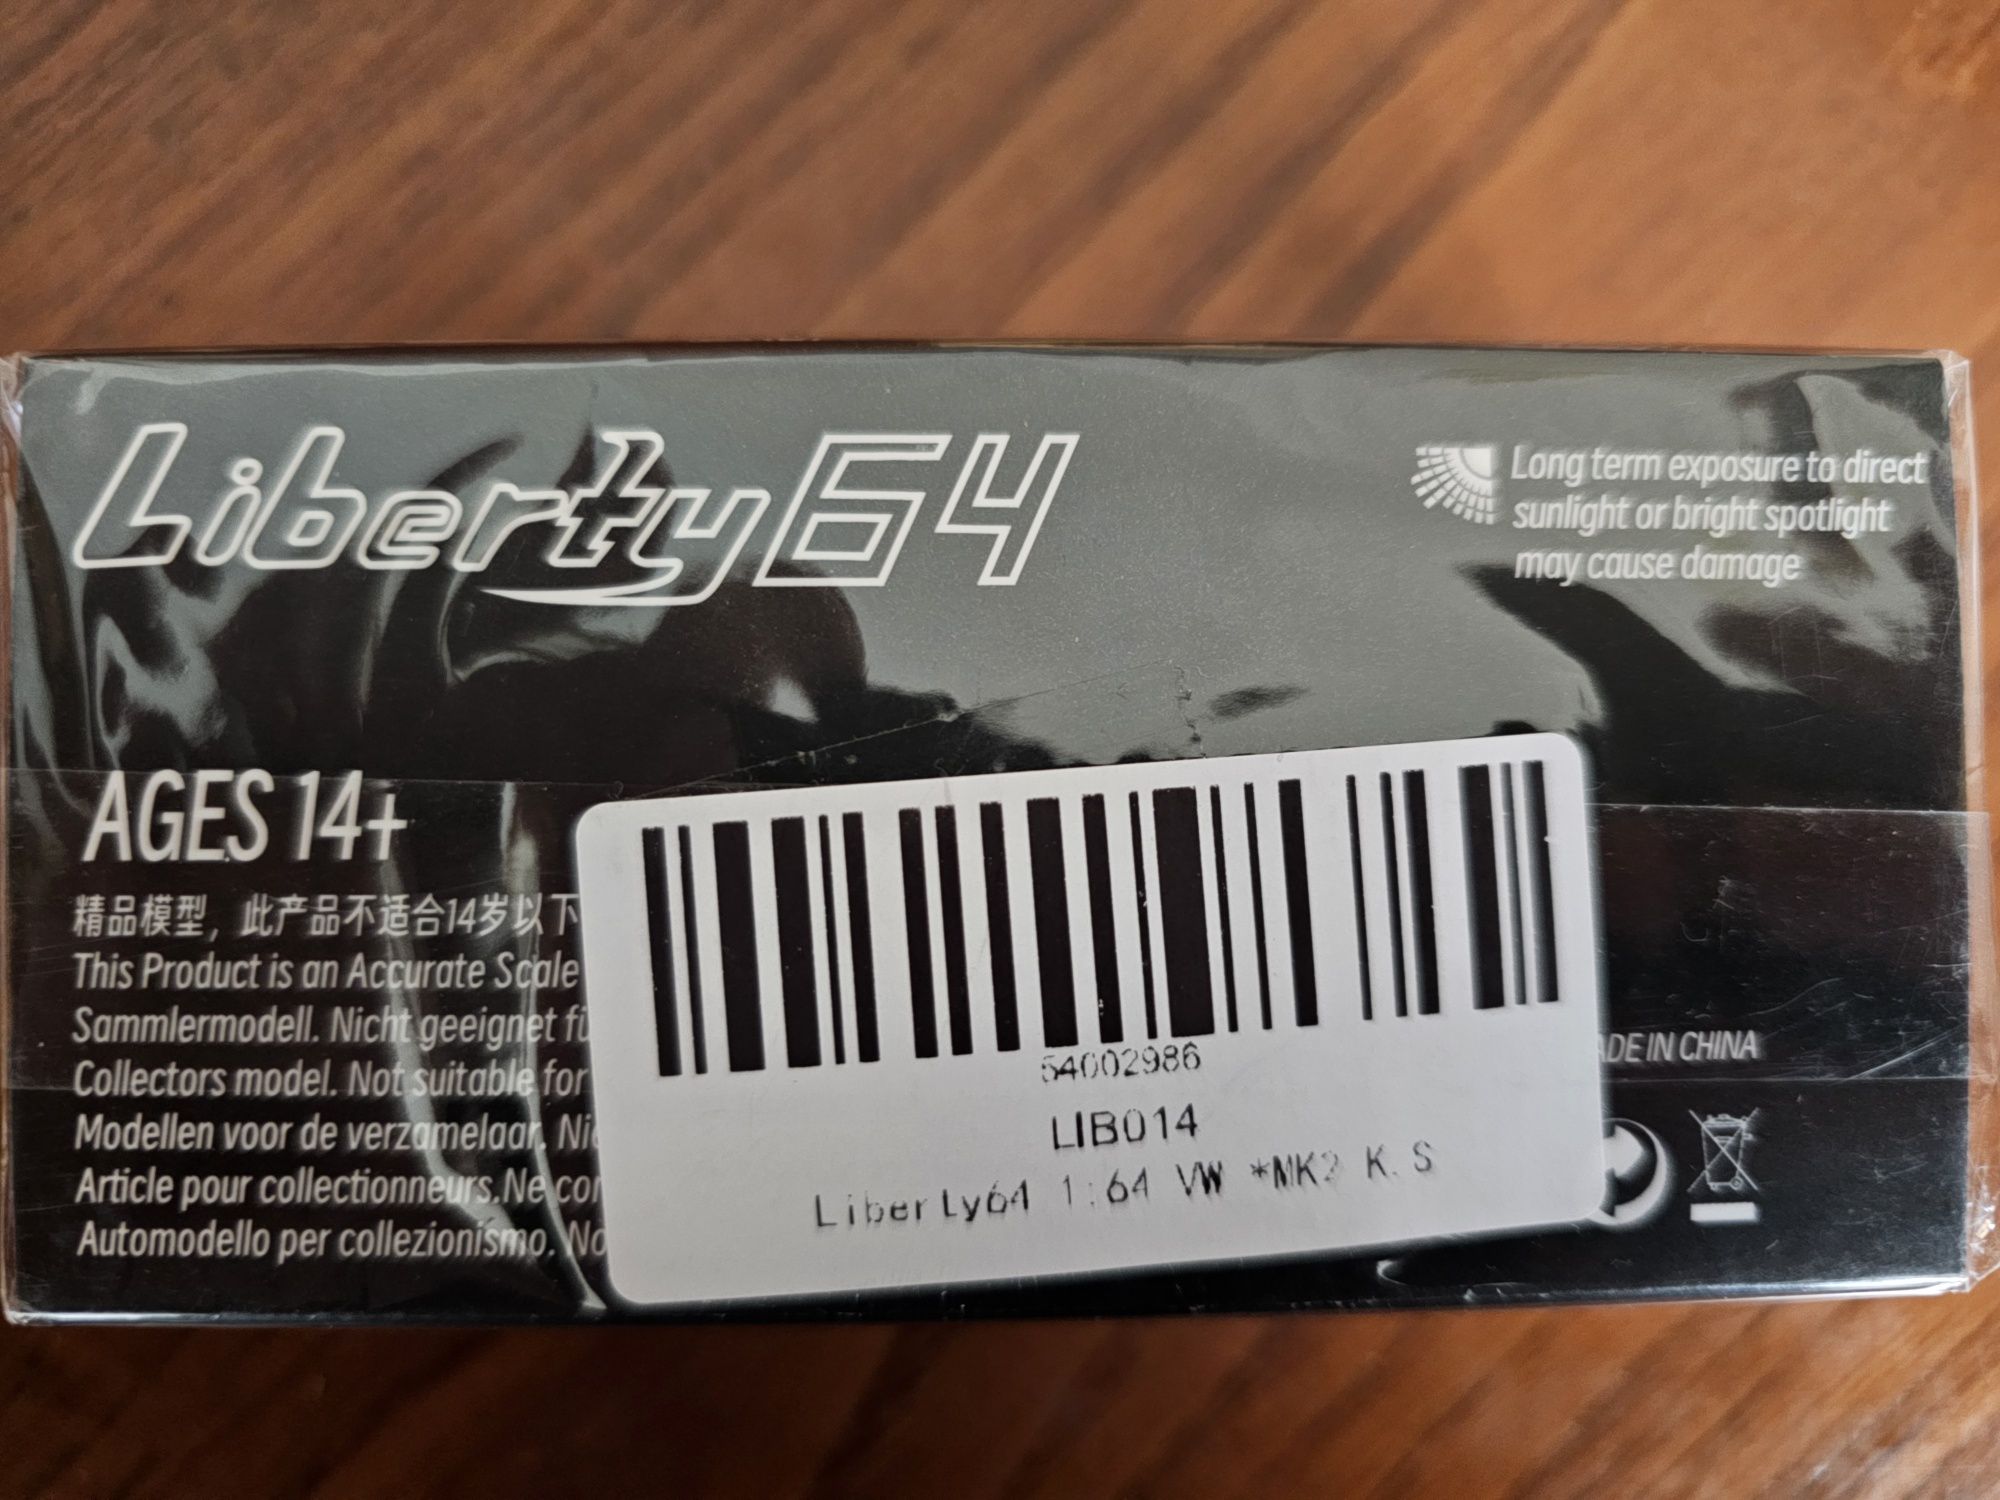 Liberty64
Long term exposure to direct
sunlight or bright spotlight
may cause damage
AGES 14+
精品模型，此产品不适合14岁以下
This Product is an Accurate Scale
Sammlermodell. Nicht geeignet fü
Collectors model. Not suitable for
Modellen voor de verzamelaar. Nie
Article pour collectionneurs.Ne con
Automodello per collezionismo. No
54002986
LIB014
Liberty64 1:64 VW *MK2 K.S
ADE IN CHINA